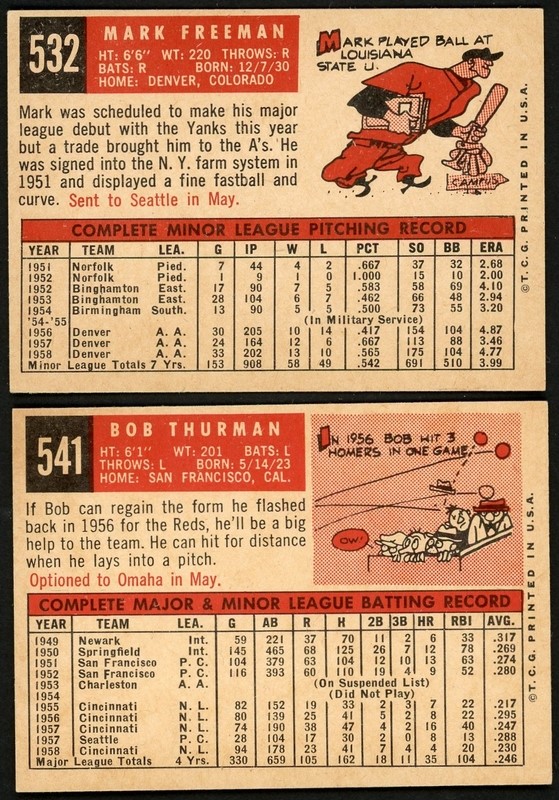 532
MARK FREEMAN
HT: 6'6" WT: 220 THROWS: R
BATS: R BORN: 12/7/30
HOME: DENVER, COLORADO
MARK PLAYED BALL AT
LOUISIANA
STATE U.
CAMPUS
Mark was scheduled to make his major
league debut with the Yanks this year
but a trade brought him to the A's. He
was signed into the N. Y. farm system in
1951 and displayed a fine fastball and
curve. Sent to Seattle in May.
©T.C.G. PRINTED IN U.S.A.
COMPLETE MINOR LEAGUE PITCHING RECORD
YEAR TEAM LEA. G IP W L PCT SO BB ERA
1951 Norfolk Pied. 7 44 4 2 .667 37 32 2.68
1952 Norfolk Pied. 1 9 1 0 1.000 15 10 2.00
1952 Binghamton East. 17 90 7 5 .583 58 69 4.10
1953 Binghamton East. 28 104 6 7 .462 66 48 2.94
1954 Birmingham South. 13 90 5 5 .500 73 55 3.20
'54-'55 (In Military Service)
1956 Denver A. A. 30 205 10 14 .417 154 104 4.87
1957 Denver A. A. 24 164 12 6 .667 113 88 3.46
1958 Denver A. A. 33 202 13 10 .565 175 104 4.77
Minor League Totals 7 Yrs. 153 908 58 49 .542 691 510 3.99
541
BOB THURMAN
HT: 6'1" WT: 201 BATS: L
THROWS: L BORN: 5/14/23
HOME: SAN FRANCISCO, CAL.
IN 1956 BOB HIT 3
HOMERS IN ONE GAME.
OW!
If Bob can regain the form he flashed
back in 1956 for the Reds, he'll be a big
help to the team. He can hit for distance
when he lays into a pitch.
Optioned to Omaha in May.
©T.C.G. PRINTED IN U.S.A.
COMPLETE MAJOR & MINOR LEAGUE BATTING RECORD
YEAR TEAM LEA. G AB R H 2B 3B HR RBI AVG.
1949 Newark Int. 59 221 37 70 11 2 6 33 .317
1950 Springfield Int. 145 465 68 125 26 7 12 78 .269
1951 San Francisco P. C. 104 379 63 104 12 10 13 63 .274
1952 San Francisco P. C. 116 393 60 110 19 4 9 52 .280
1953 Charleston A. A. (On Suspended List)
1954 (Did Not Play)
1955 Cincinnati N. L. 82 152 19 33 2 3 7 22 .217
1956 Cincinnati N. L. 80 139 25 41 5 2 8 22 .295
1957 Cincinnati N. L. 74 190 38 47 4 2 16 40 .247
1957 Seattle P. C. 28 104 17 30 2 0 8 13 .288
1958 Cincinnati N. L. 94 178 23 41 7 4 4 20 .230
Major League Totals 4 Yrs. 330 659 105 162 18 11 35 104 .246